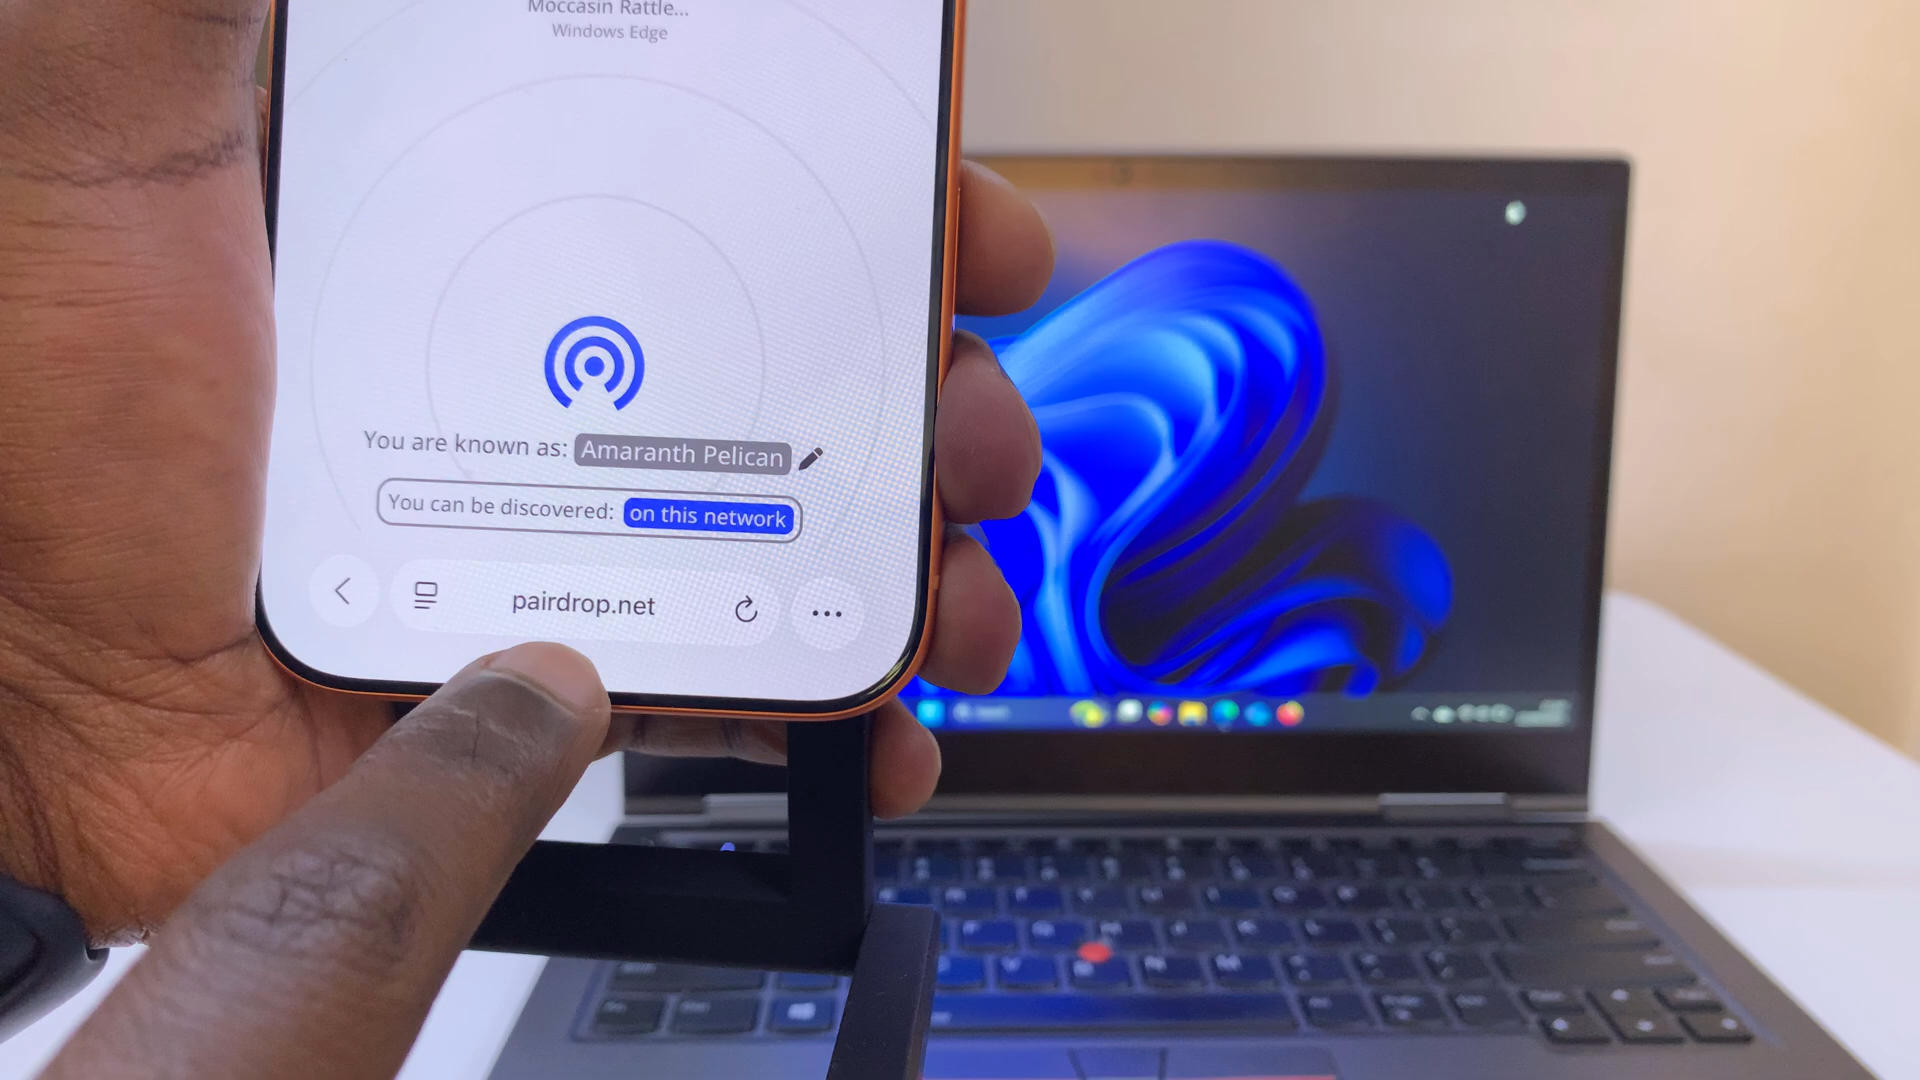 Moccasin Rattle...
Windows Edge
You are known as: Amaranth Pelican
You can be discovered: on this network
pairdrop.net